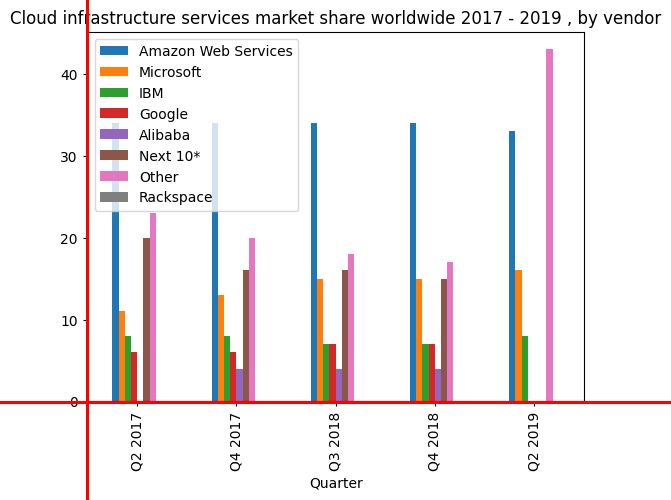 Cloud infrastructure services market share worldwide 2017 - 2019 , by vendor
Amazon Web Services
Microsoft
IBM
Google
Alibaba
Next 10*
Other
Rackspace
40
30
20
10
0
Q2 2017
Q4 2017
Q3 2018
Q4 2018
Q2 2019
Quarter